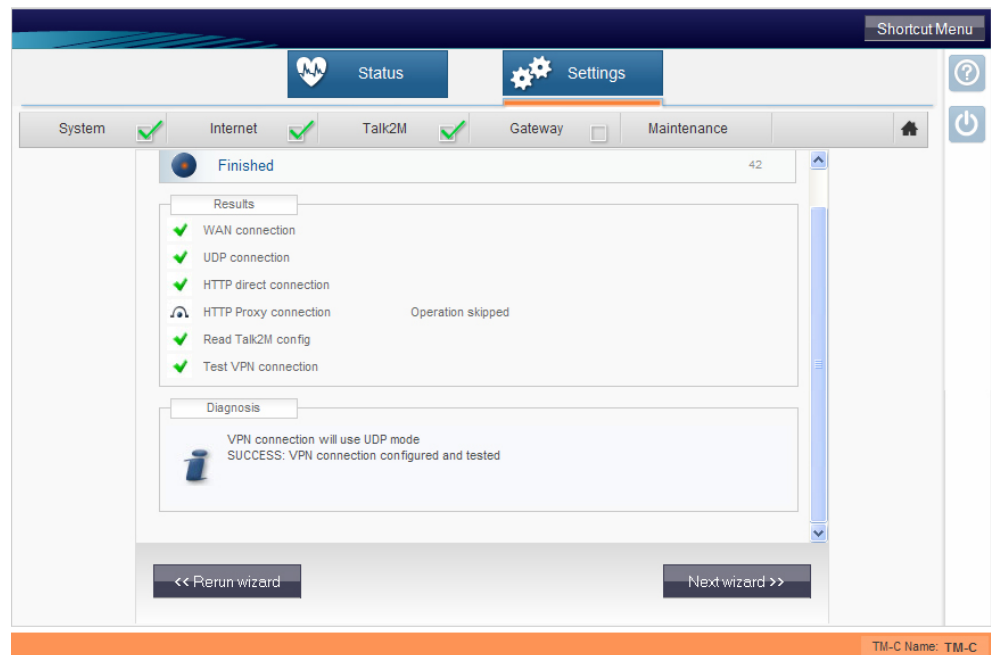 Shortcut Menu
Status
Settings
System
Internet
Talk2M
Gateway
Maintenance
Finished 42
Results
WAN connection
UDP connection
HTTP direct connection
HTTP Proxy connection Operation skipped
Read Talk2M config
Test VPN connection
Diagnosis
VPN connection will use UDP mode
SUCCESS: VPN connection configured and tested
<< Rerun wizard
Next wizard >>
TM-C Name: TM-C